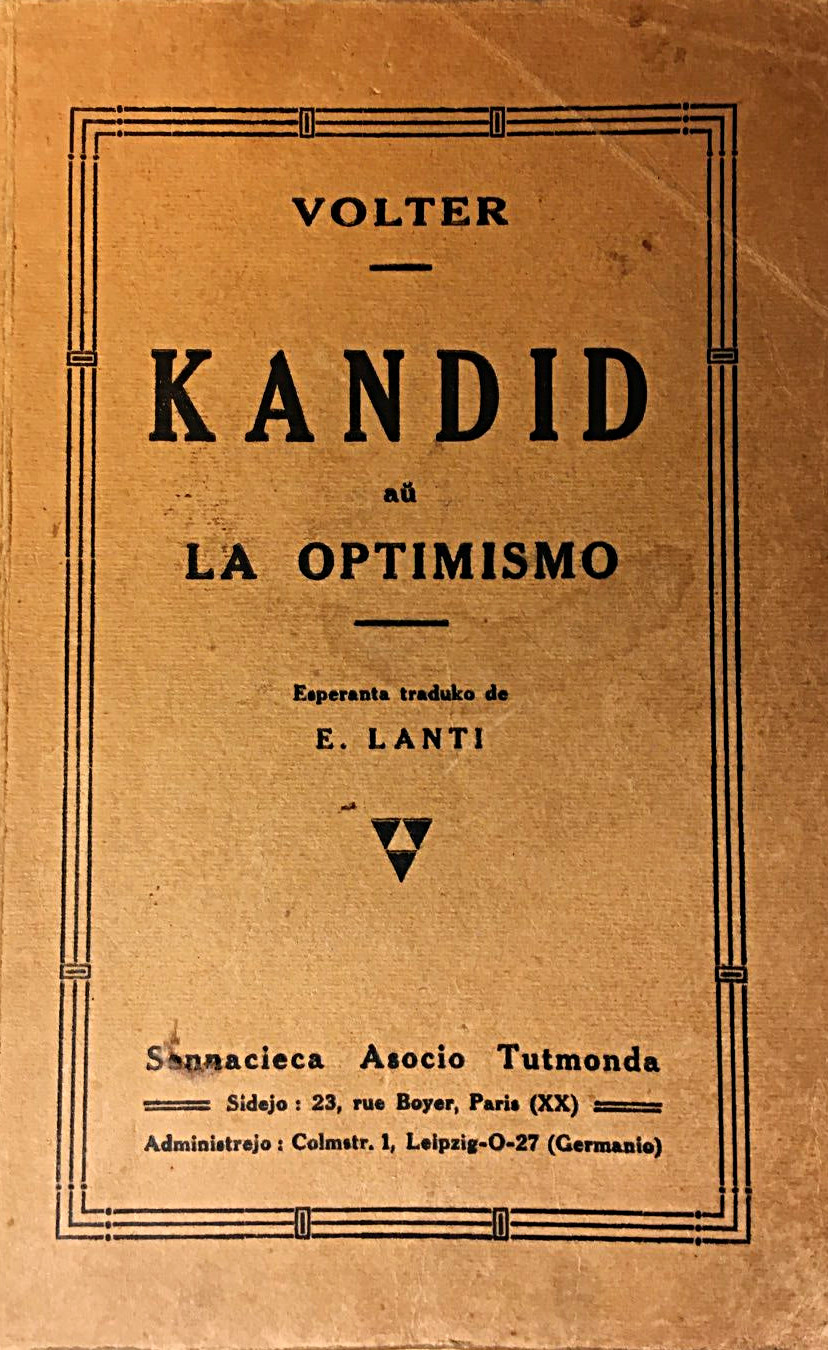 VOLTER
KANDID
aŭ
LA OPTIMISMO
Esperanta traduko de
E. LANTI
Sennacieca Asocio Tutmonda
Sidejo : 23, rue Boyer, Paris (XX)
Administrejo : Colmstr. 1, Leipzig-O-27 (Germanio)